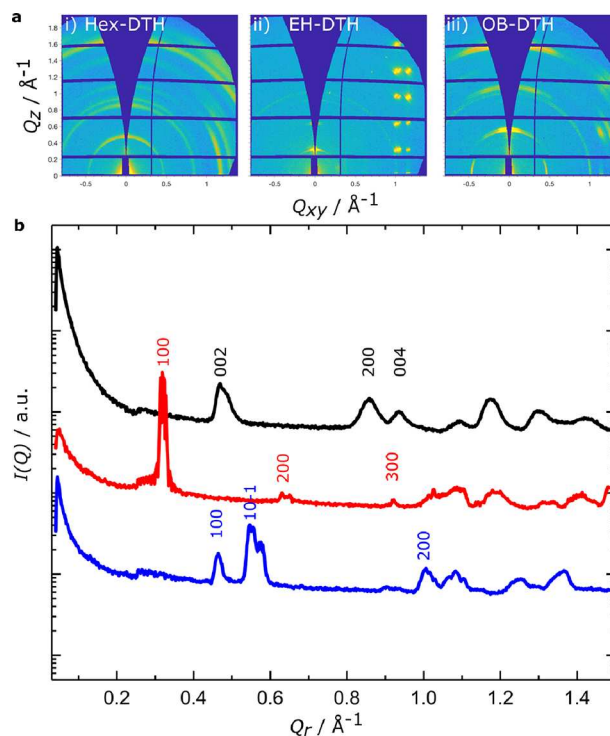 a
i) Hex-DTH
ii) EH-DTH
iii) OB-DTH
Qz / Å-1
1.8
1.6
1.4
1.2
1
0.8
0.6
0.4
0.2
0
-0.5 0 0.5 1
-0.5 0 0.5 1
-0.5 0 0.5 1
Qxy / Å-1
b
I(Q) / a.u.
100
002
200
004
200
300
100
10-1
200
0.2 0.4 0.6 0.8 1.0 1.2 1.4
Qr / Å-1